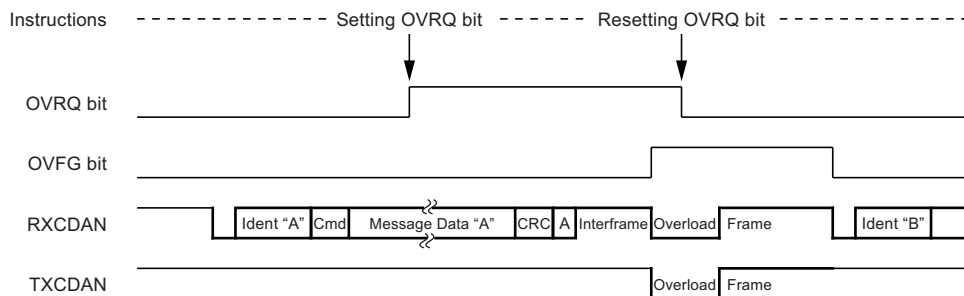 Instructions Setting OVRQ bit Resetting OVRQ bit
OVRQ bit
OVFG bit
RXCDAN Ident “A” Cmd Message Data “A” CRC A Interframe Overload Frame Ident “B”
TXCDAN Overload Frame